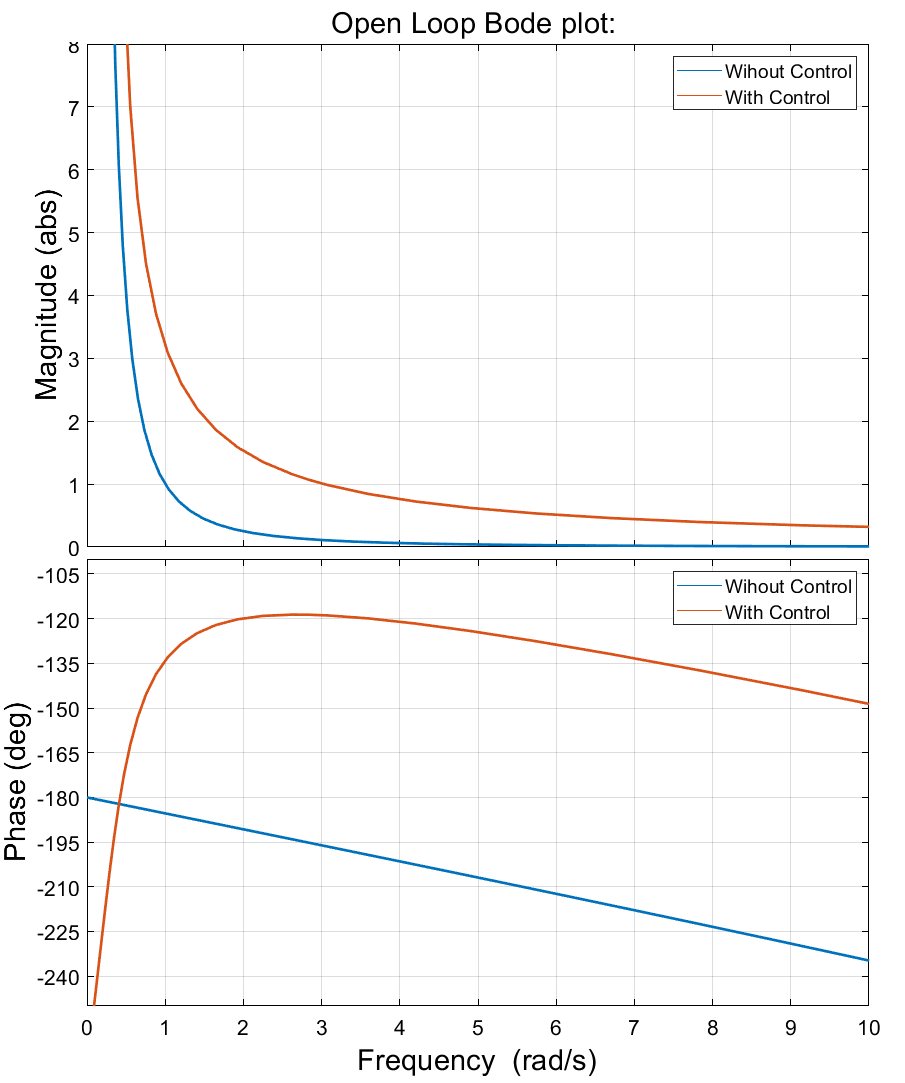 Open Loop Bode plot:
8
7
6
5
4
3
2
1
0
Magnitude (abs)
Wihout Control
With Control
-105
-120
-135
-150
-165
-180
-195
-210
-225
-240
Phase (deg)
Wihout Control
With Control
0 1 2 3 4 5 6 7 8 9 10
Frequency (rad/s)